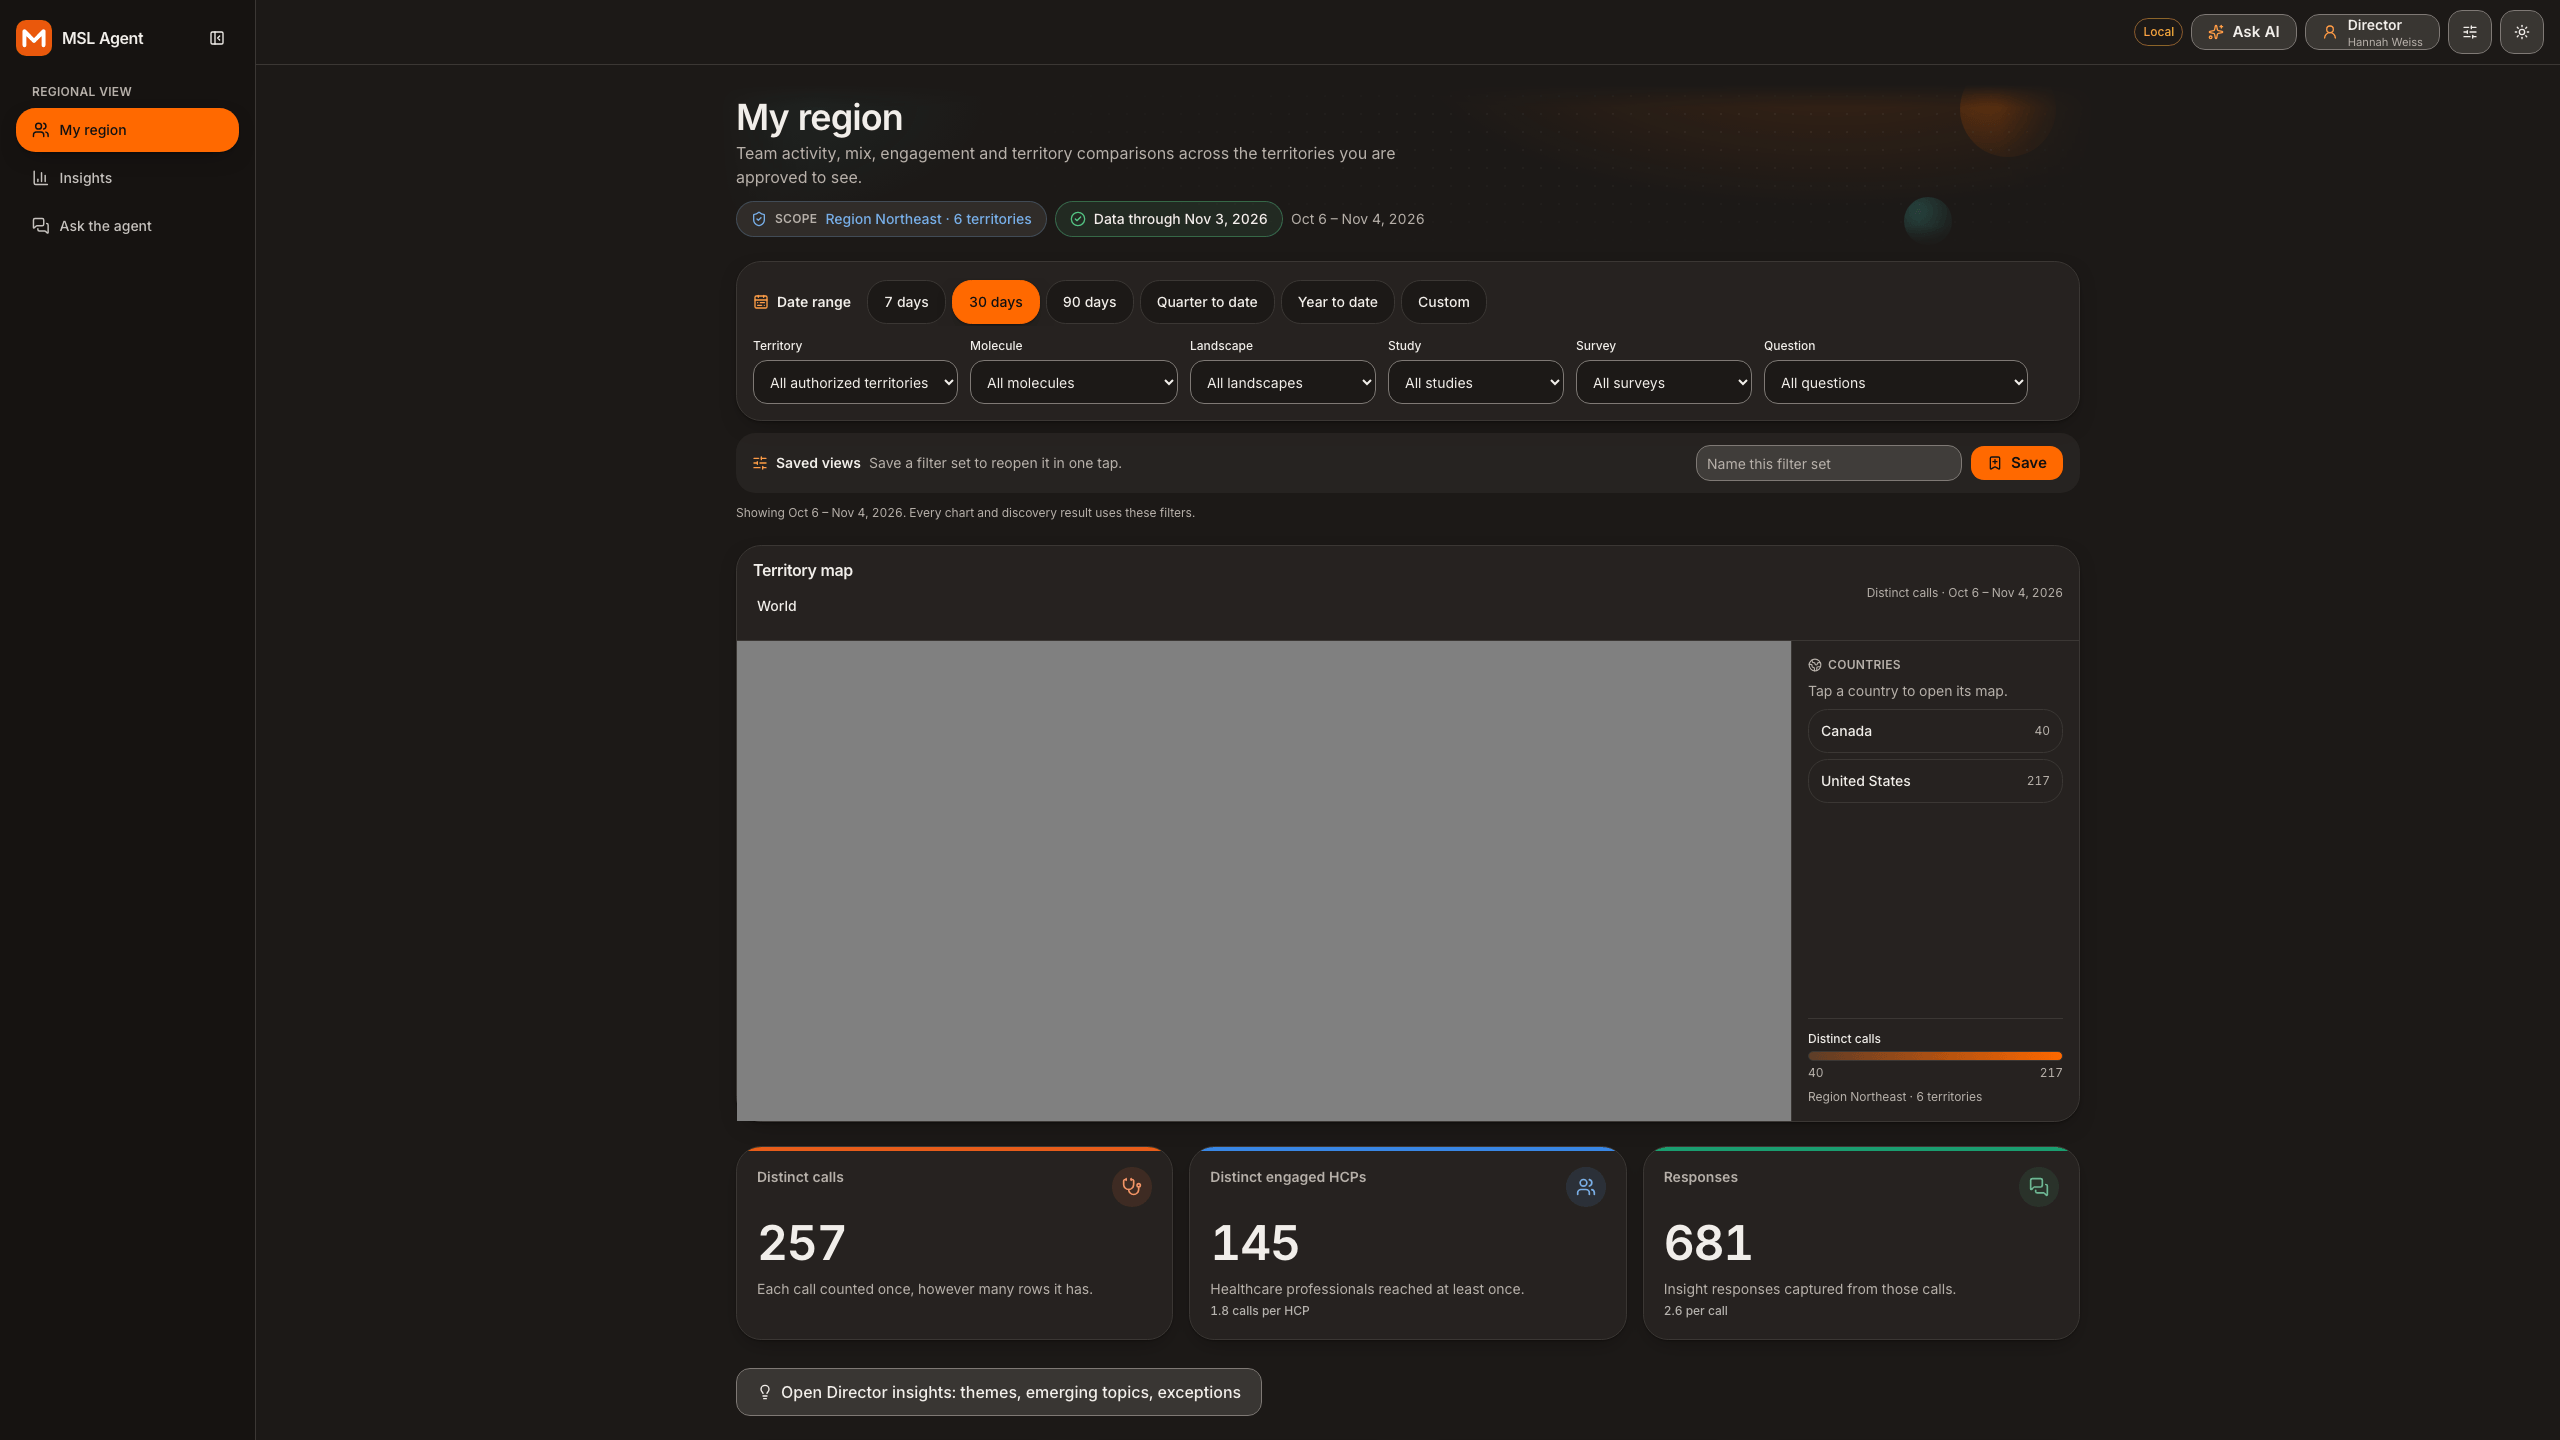 MSL Agent
Local
Ask AI
Director
Hannah Weiss
REGIONAL VIEW
My region
Insights
Ask the agent
My region
Team activity, mix, engagement and territory comparisons across the territories you are
approved to see.
SCOPE Region Northeast · 6 territories
Data through Nov 3, 2026
Oct 6 – Nov 4, 2026
Date range
7 days
30 days
90 days
Quarter to date
Year to date
Custom
Territory
Molecule
Landscape
Study
Survey
Question
All authorized territories
All molecules
All landscapes
All studies
All surveys
All questions
Saved views Save a filter set to reopen it in one tap.
Name this filter set
Save
Showing Oct 6 – Nov 4, 2026. Every chart and discovery result uses these filters.
Territory map
World
Distinct calls · Oct 6 – Nov 4, 2026
COUNTRIES
Tap a country to open its map.
Canada 40
United States 217
Distinct calls
40 217
Region Northeast · 6 territories
Distinct calls
257
Each call counted once, however many rows it has.
Distinct engaged HCPs
145
Healthcare professionals reached at least once.
1.8 calls per HCP
Responses
681
Insight responses captured from those calls.
2.6 per call
Open Director insights: themes, emerging topics, exceptions